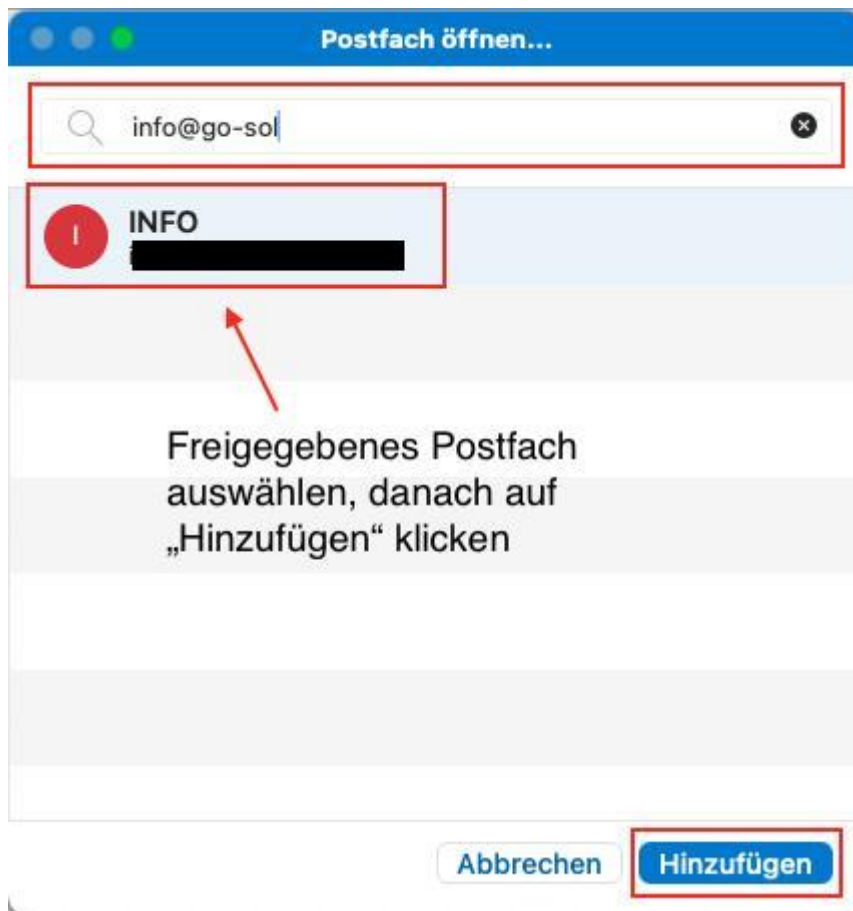 Postfach öffnen...
info@go-sol
I
INFO
Freigegebenes Postfach
auswählen, danach auf
„Hinzufügen“ klicken
Abbrechen
Hinzufügen